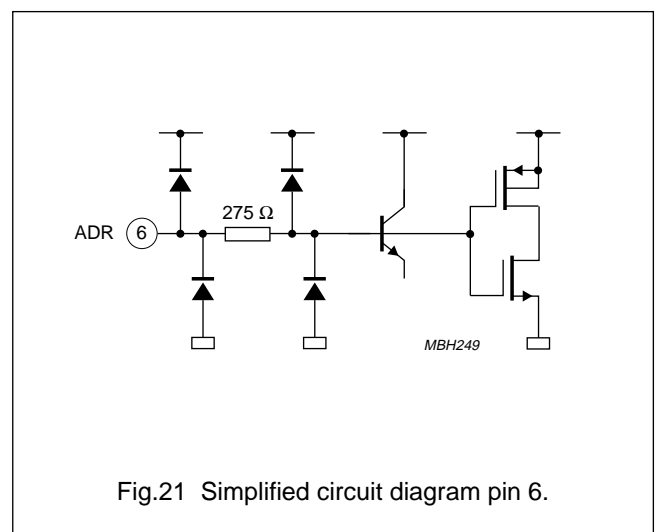 275 Ω
ADR 6
MBH249
Fig.21 Simplified circuit diagram pin 6.